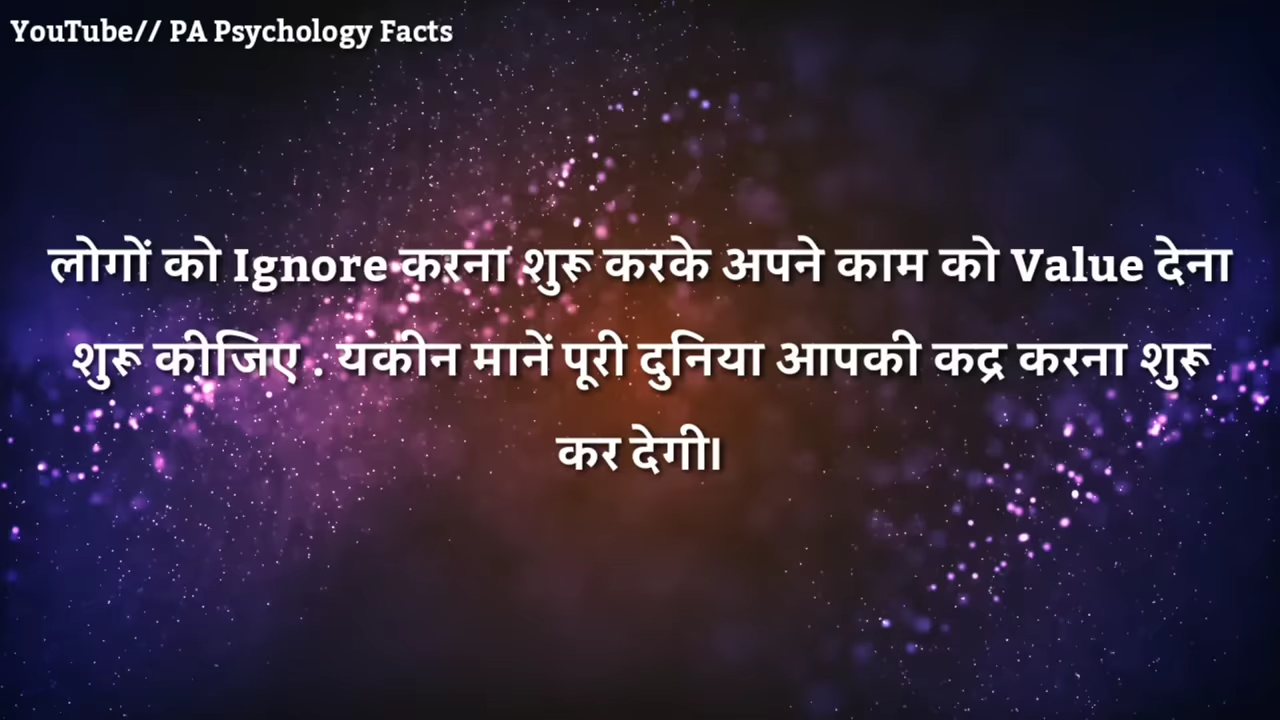 YouTube// PA Psychology Facts
लोगों को Ignore करना शुरू करके अपने काम को Value देना
शुरू कीजिए . यकीन मानें पूरी दुनिया आपकी कद्र करना शुरू
कर देगी।